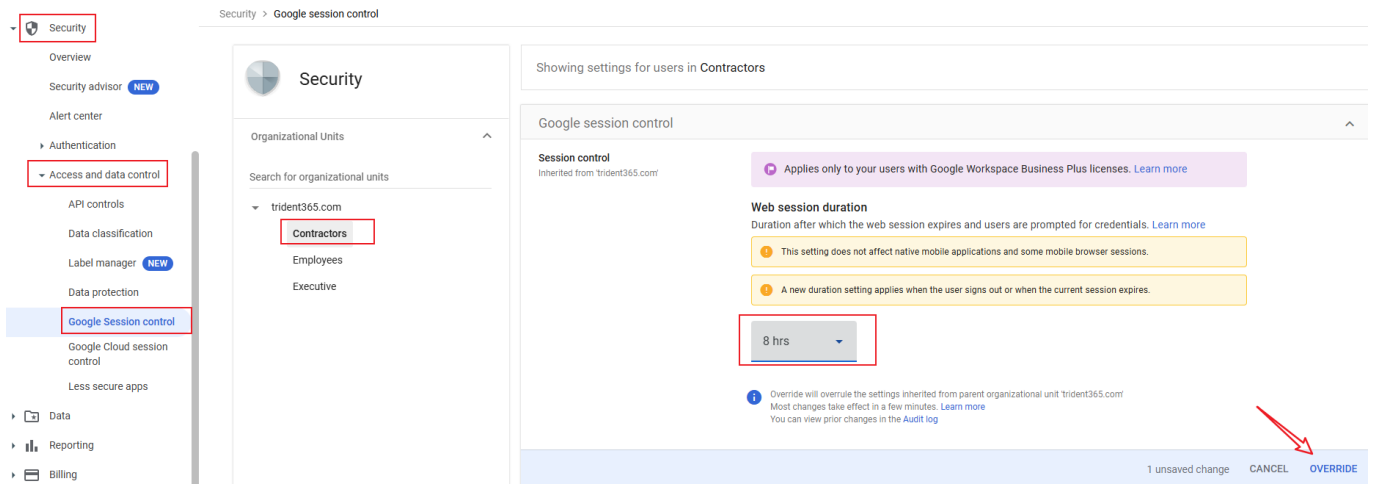 Security
Overview
Security advisor NEW
Alert center
Authentication
Access and data control
API controls
Data classification
Label manager NEW
Data protection
Google Session control
Google Cloud session
control
Less secure apps
Data
Reporting
Billing
Security > Google session control
Security
Organizational Units
Search for organizational units
trident365.com
Contractors
Employees
Executive
Showing settings for users in Contractors
Google session control
Session control
Inherited from 'trident365.com'
Applies only to your users with Google Workspace Business Plus licenses. Learn more
Web session duration
Duration after which the web session expires and users are prompted for credentials. Learn more
This setting does not affect native mobile applications and some mobile browser sessions.
A new duration setting applies when the user signs out or when the current session expires.
8 hrs
Override will overrule the settings inherited from parent organizational unit 'trident365.com'
Most changes take effect in a few minutes. Learn more
You can view prior changes in the Audit log
1 unsaved change CANCEL OVERRIDE